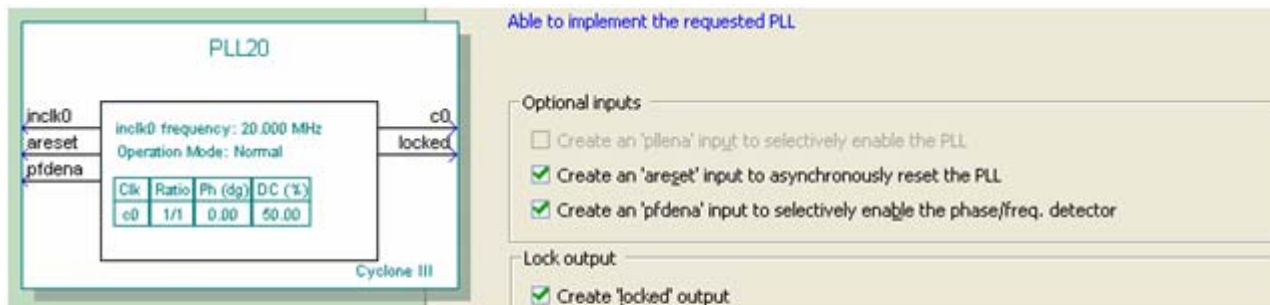 PLL20
inclk0
areset
pfdena
inclk0 frequency: 20.000 MHz
Operation Mode: Normal
Clk Ratio Ph (dg) DC (%)
c0 1/1 0.00 50.00
c0
locked
Cyclone III
Able to implement the requested PLL
Optional inputs
Create an 'pllena' input to selectively enable the PLL
Create an 'areset' input to asynchronously reset the PLL
Create an 'pfdena' input to selectively enable the phase/freq. detector
Lock output
Create 'locked' output